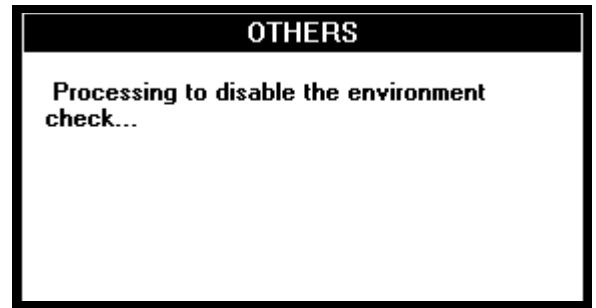 OTHERS
Processing to disable the environment
check...